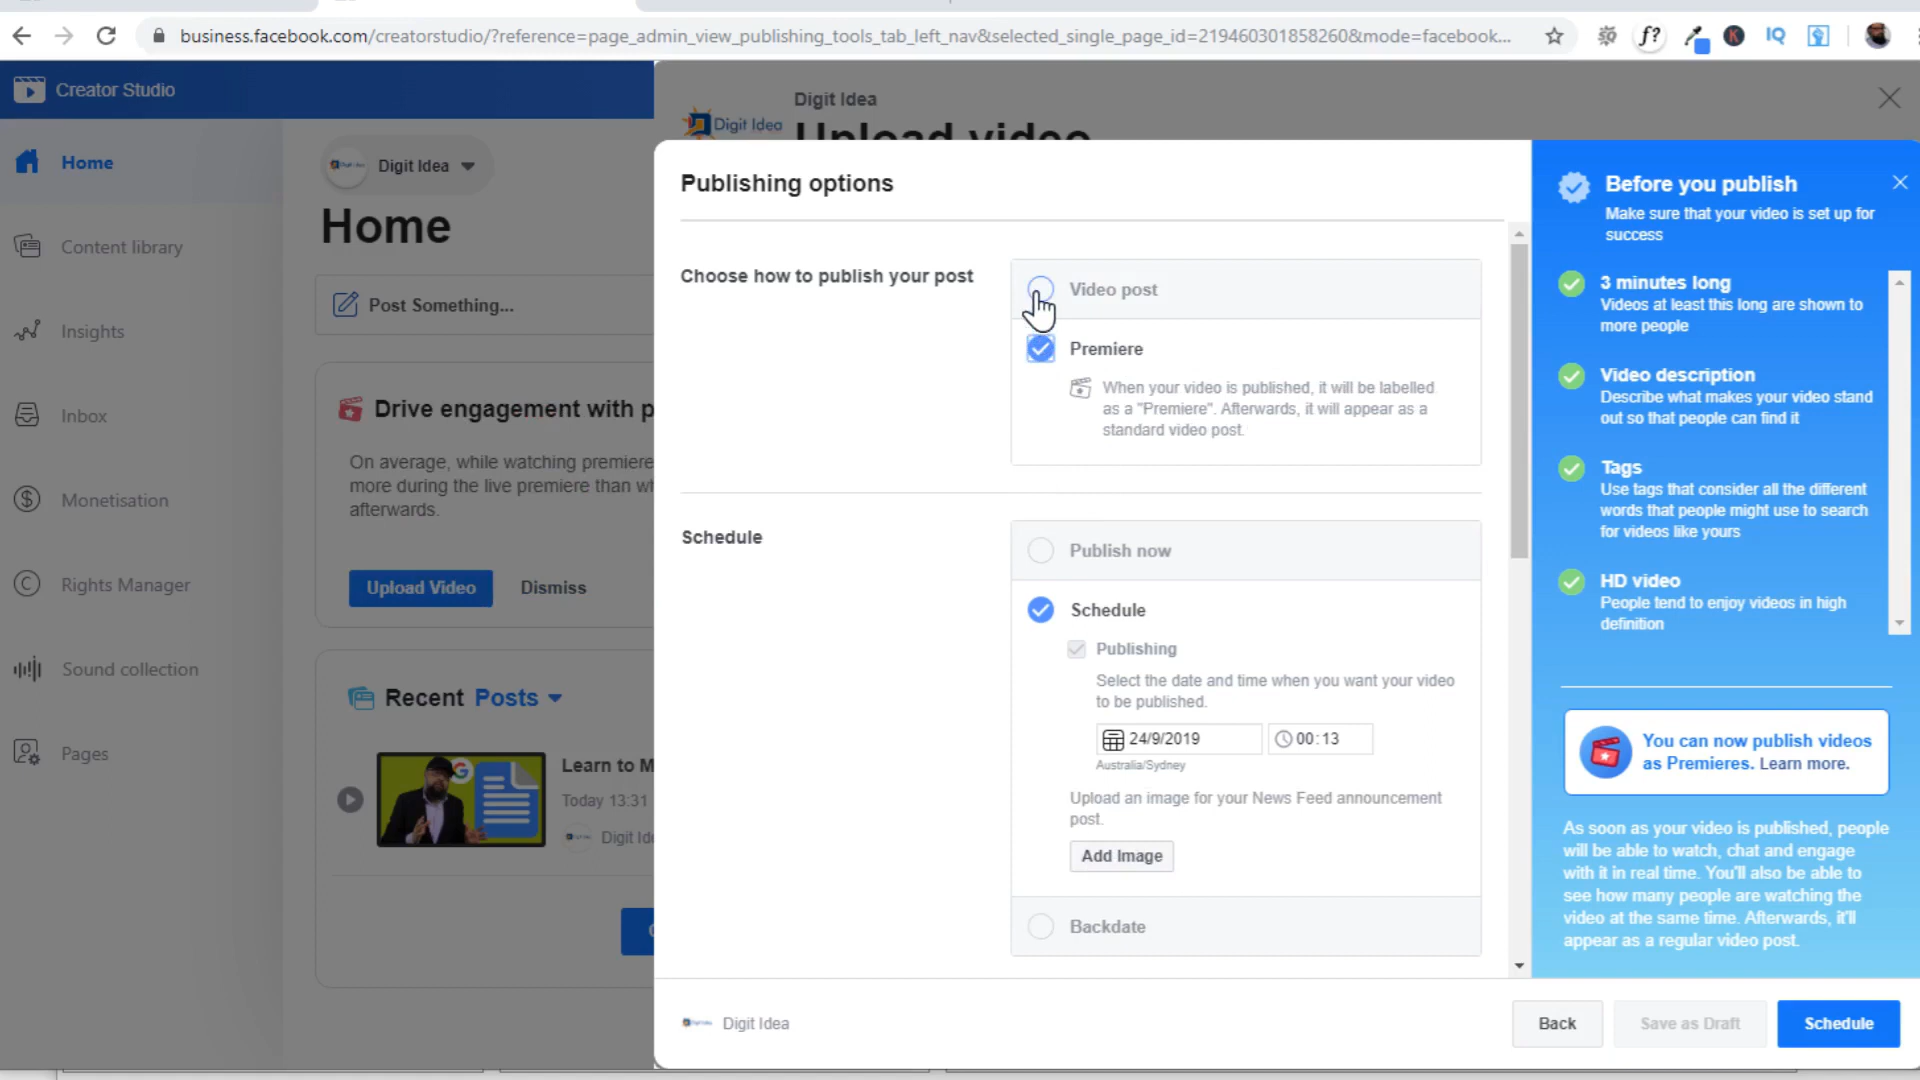 business.facebook.com/creatorstudio/?reference=page_admin_view_publishing_tools_tab_left_nav&selected_single_page_id=219460301858260&mode=facebook...
f?
K
IQ
Creator Studio
Home
Content library
Insights
Inbox
Monetisation
Rights Manager
Sound collection
Pages
Digit Idea
Home
Post Something...
Drive engagement with p
On average, while watching premiere
more during the live premiere than wh
afterwards.
Upload Video
Dismiss
Recent Posts
Learn to M
Today 13:31
Digit Ide
Digit Idea
Digit Idea
Upload video
Publishing options
Choose how to publish your post
Video post
Premiere
When your video is published, it will be labelled
as a "Premiere". Afterwards, it will appear as a
standard video post.
Schedule
Publish now
Schedule
Publishing
Select the date and time when you want your video
to be published.
24/9/2019
00:13
Australia/Sydney
Upload an image for your News Feed announcement
post.
Add Image
Backdate
Digit Idea
Back
Save as Draft
Schedule
Before you publish
Make sure that your video is set up for
success
3 minutes long
Videos at least this long are shown to
more people
Video description
Describe what makes your video stand
out so that people can find it
Tags
Use tags that consider all the different
words that people might use to search
for videos like yours
HD video
People tend to enjoy videos in high
definition
You can now publish videos
as Premieres. Learn more.
As soon as your video is published, people
will be able to watch, chat and engage
with it in real time. You'll also be able to
see how many people are watching the
video at the same time. Afterwards, it'll
appear as a regular video post.